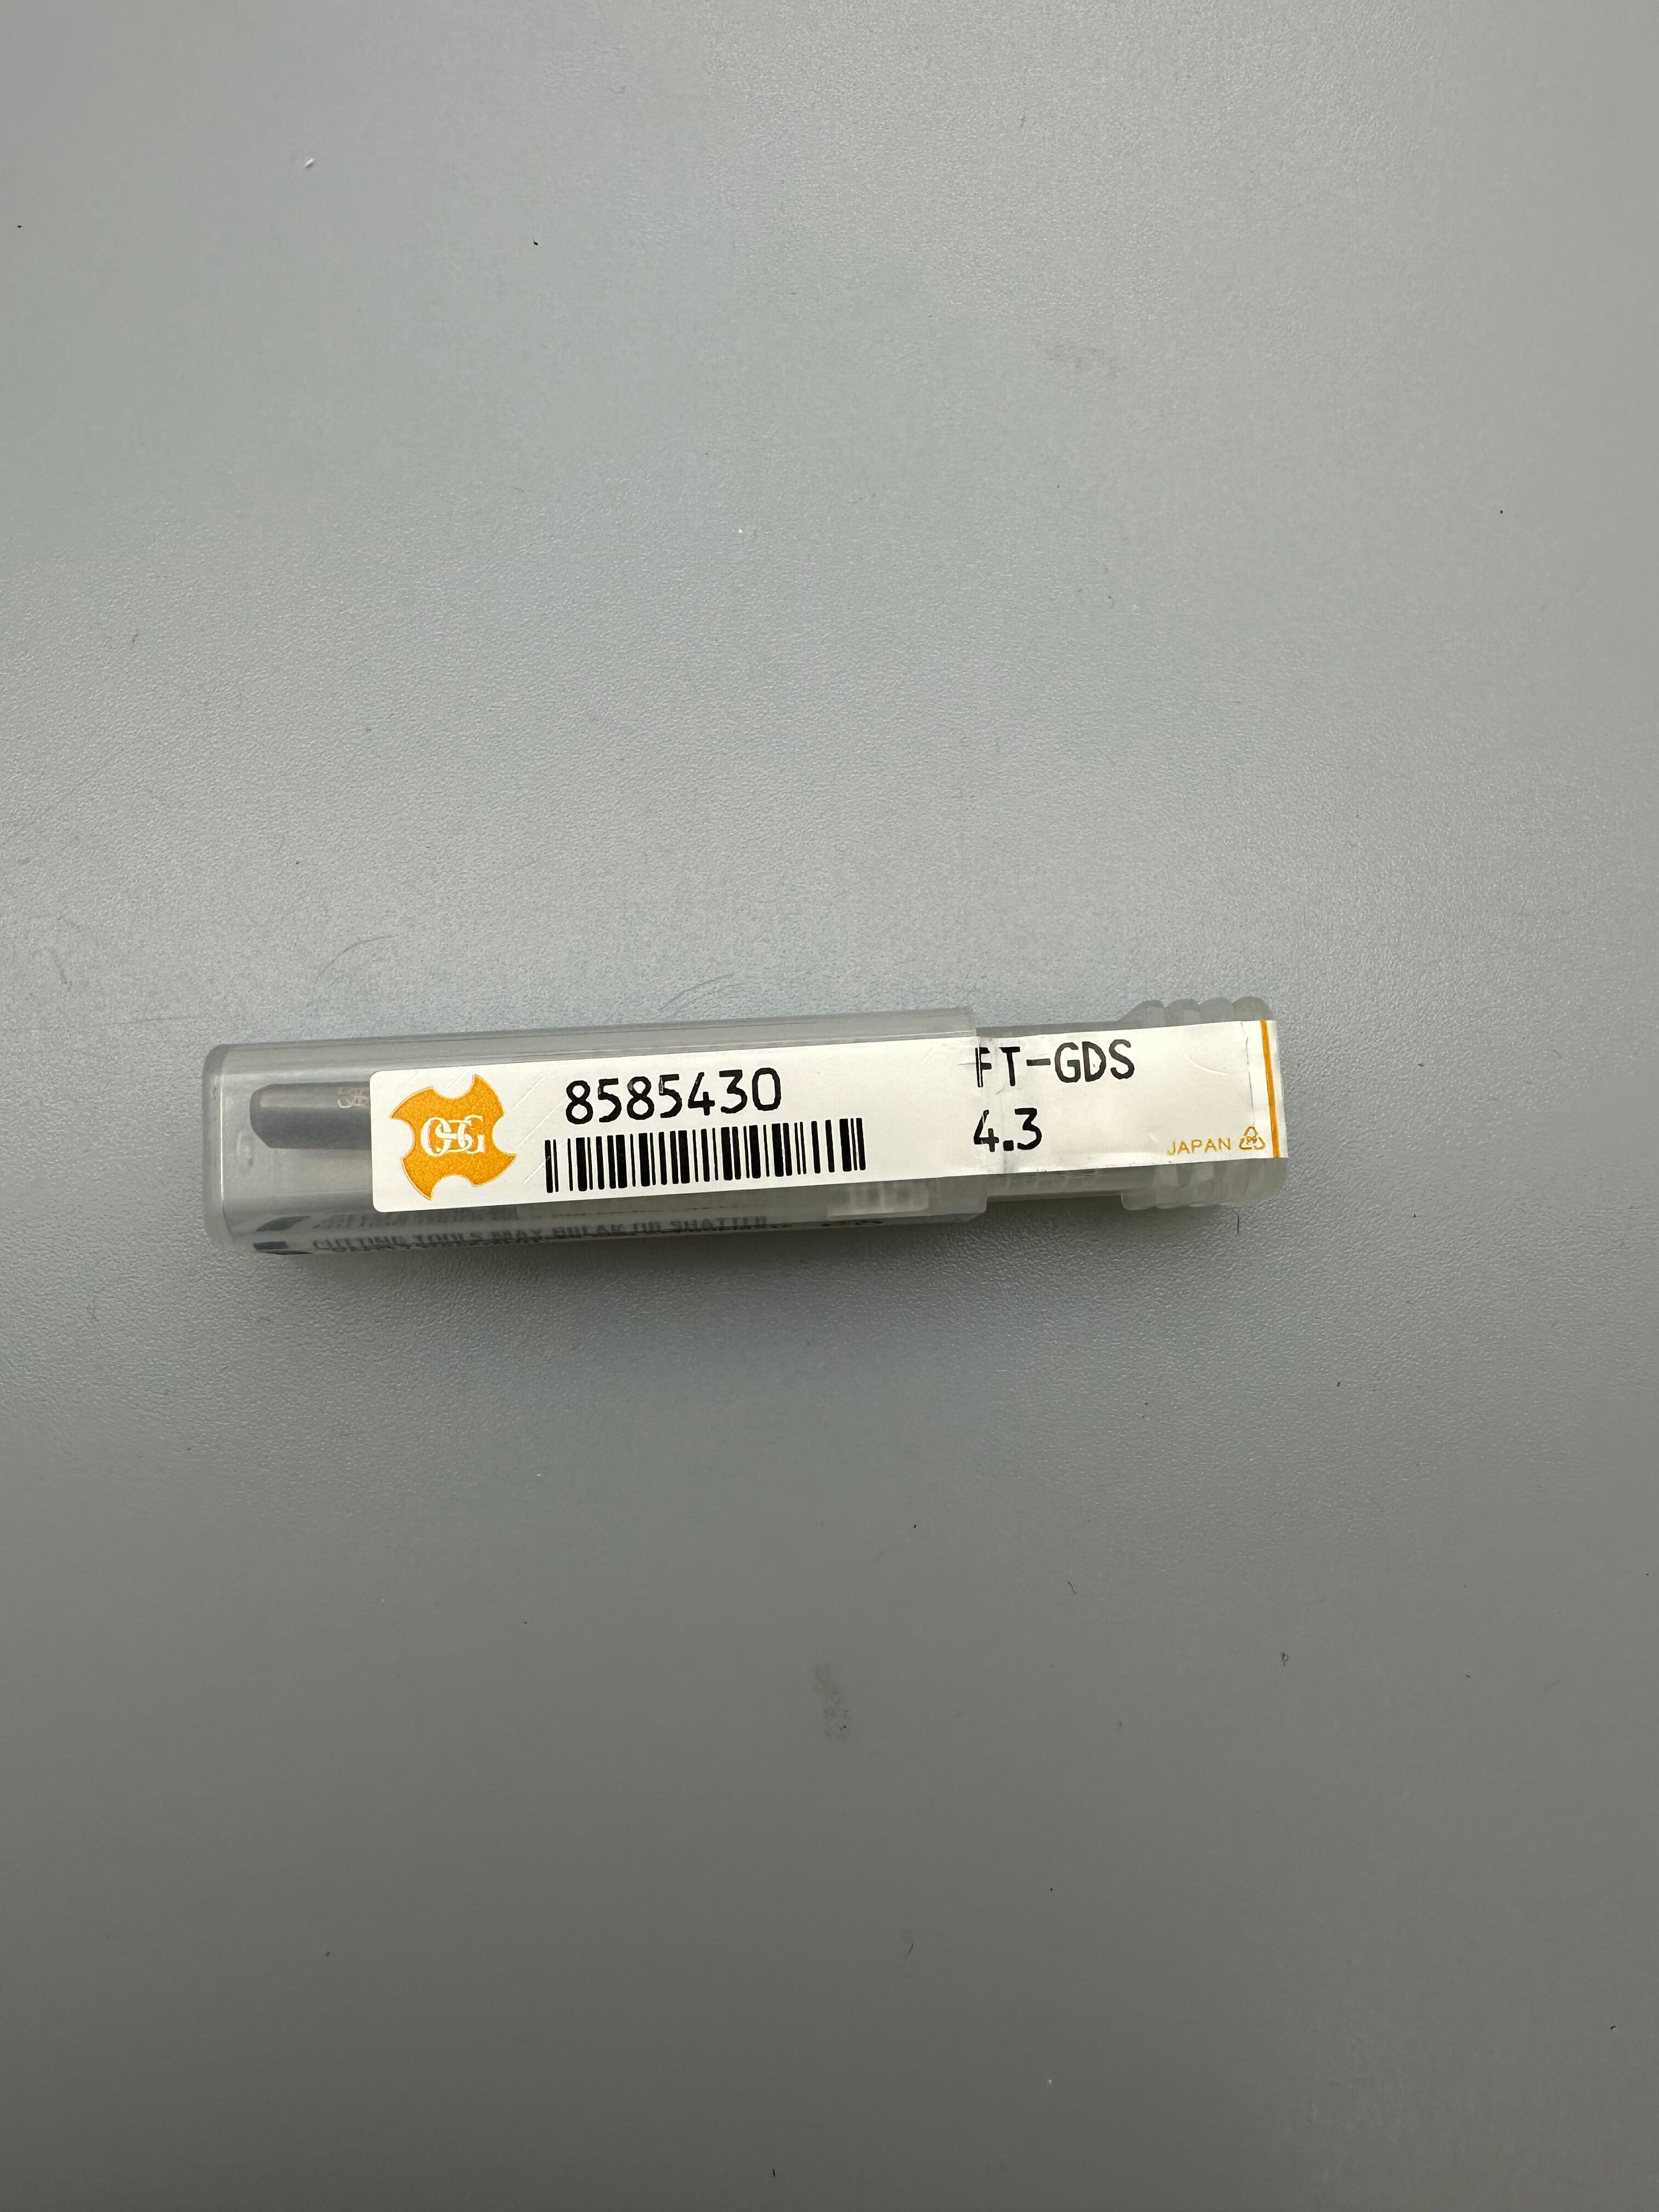 OSG
8585430
FT-GDS
4.3
JAPAN
CUTTING TOOLS MAY BREAK OR SHATTER